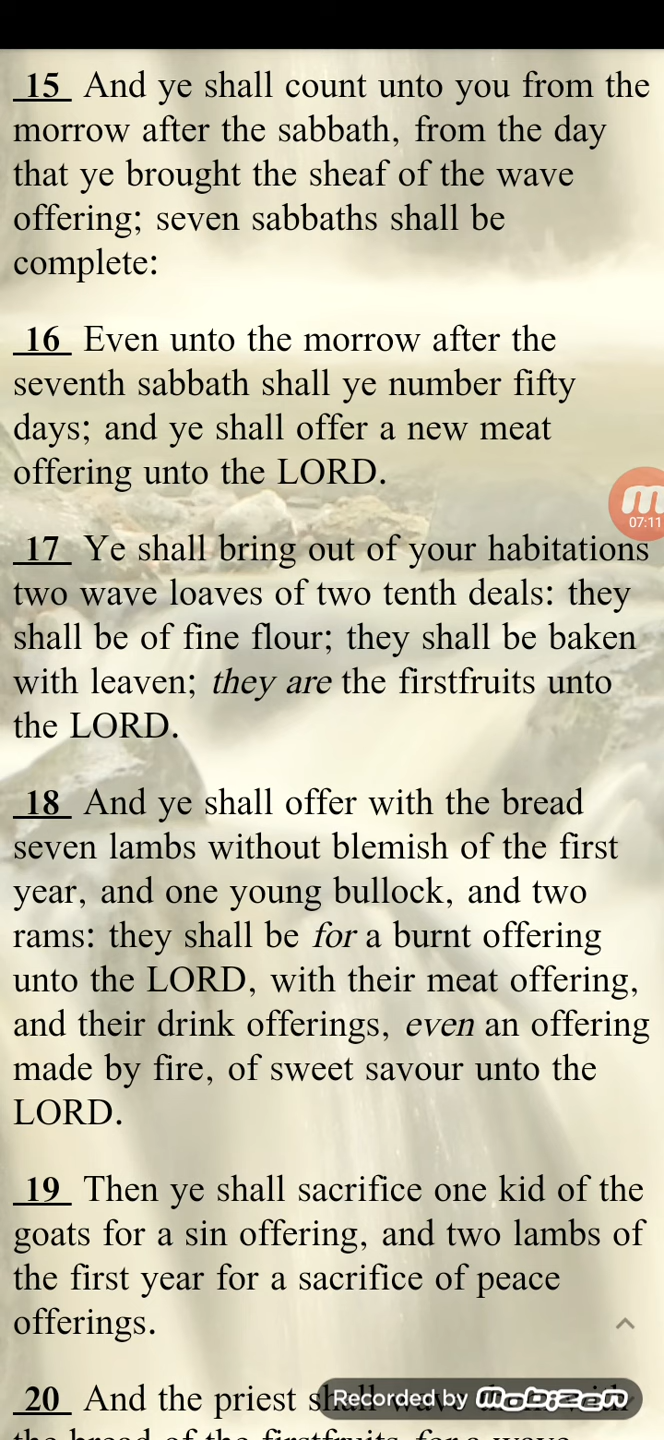 15 And ye shall count unto you from the
morrow after the sabbath, from the day
that ye brought the sheaf of the wave
offering; seven sabbaths shall be
complete:
16 Even unto the morrow after the
seventh sabbath shall ye number fifty
days; and ye shall offer a new meat
offering unto the LORD.
07:11
17 Ye shall bring out of your habitations
two wave loaves of two tenth deals: they
shall be of fine flour; they shall be baken
with leaven; they are the firstfruits unto
the LORD.
18 And ye shall offer with the bread
seven lambs without blemish of the first
year, and one young bullock, and two
rams: they shall be for a burnt offering
unto the LORD, with their meat offering,
and their drink offerings, even an offering
made by fire, of sweet savour unto the
LORD.
19 Then ye shall sacrifice one kid of the
goats for a sin offering, and two lambs of
the first year for a sacrifice of peace
offerings.
20 And the priest shall wave
Recorded by mobizen
the bread of the firstfruits for a wave